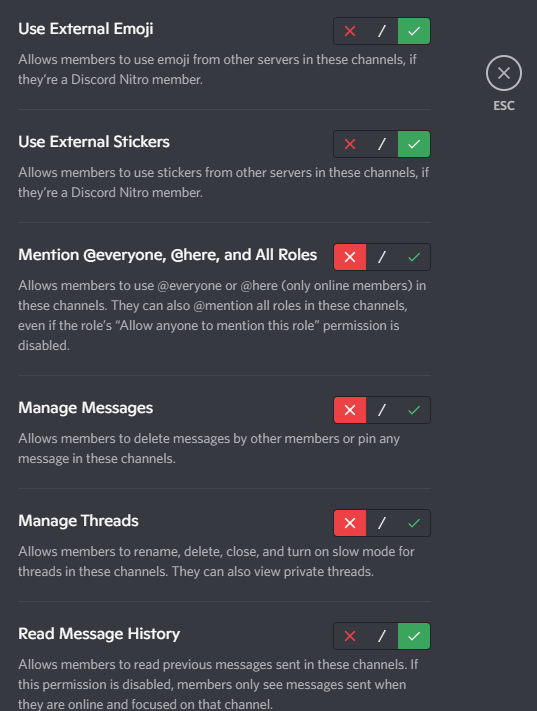 Use External Emoji
/
Allows members to use emoji from other servers in these channels, if
they're a Discord Nitro member.
ESC
Use External Stickers
/
Allows members to use stickers from other servers in these channels, if
they're a Discord Nitro member.
Mention @everyone, @here, and All Roles
/
Allows members to use @everyone or @here (only online members) in
these channels. They can also @mention all roles in these channels,
even if the role's “Allow anyone to mention this role” permission is
disabled.
Manage Messages
/
Allows members to delete messages by other members or pin any
message in these channels.
Manage Threads
/
Allows members to rename, delete, close, and turn on slow mode for
threads in these channels. They can also view private threads.
Read Message History
/
Allows members to read previous messages sent in these channels. If
this permission is disabled, members only see messages sent when
they are online and focused on that channel.